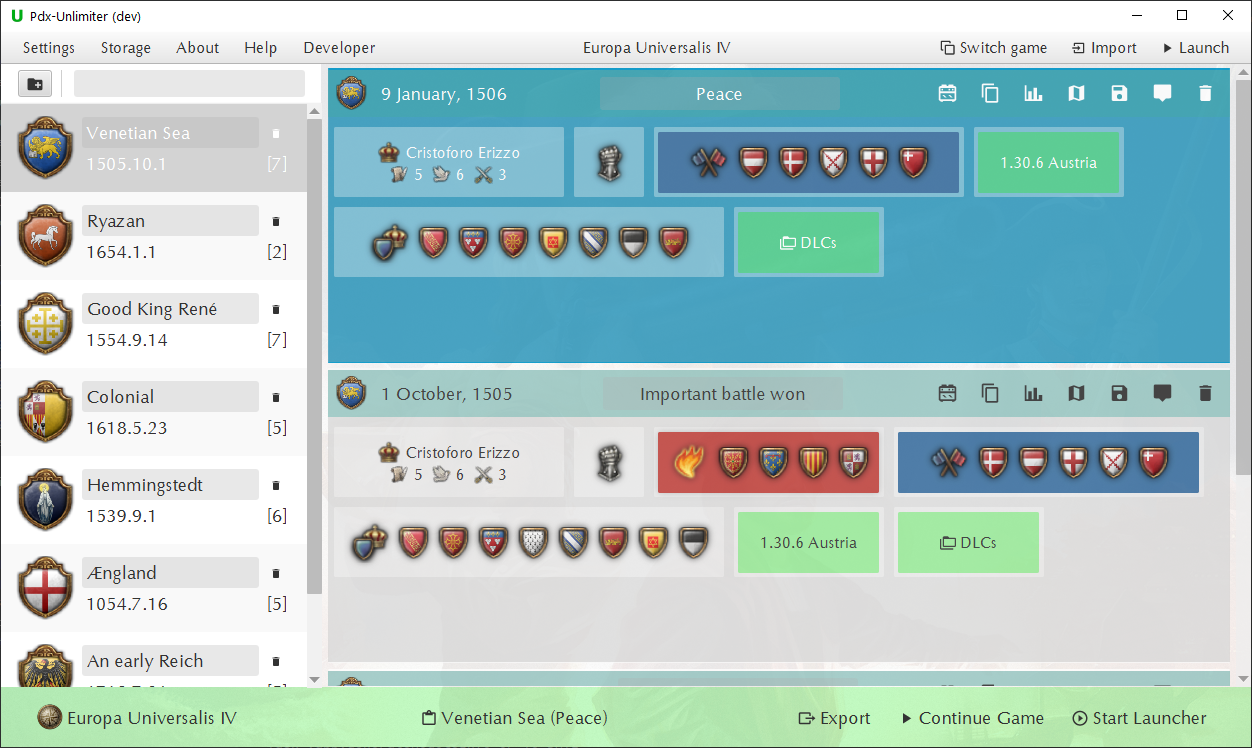 Pdx-Unlimiter (dev)
Settings Storage About Help Developer Europa Universalis IV Switch game Import Launch
Venetian Sea
1505.10.1 [7]
Ryazan
1654.1.1 [2]
Good King René
1554.9.14 [7]
Colonial
1618.5.23 [5]
Hemmingstedt
1539.9.1 [6]
Ængland
1054.7.16 [5]
An early Reich
9 January, 1506 Peace
Cristoforo Erizzo
5 6 3
1.30.6 Austria
DLCs
1 October, 1505 Important battle won
Cristoforo Erizzo
5 6 3
1.30.6 Austria
DLCs
Europa Universalis IV Venetian Sea (Peace) Export Continue Game Start Launcher